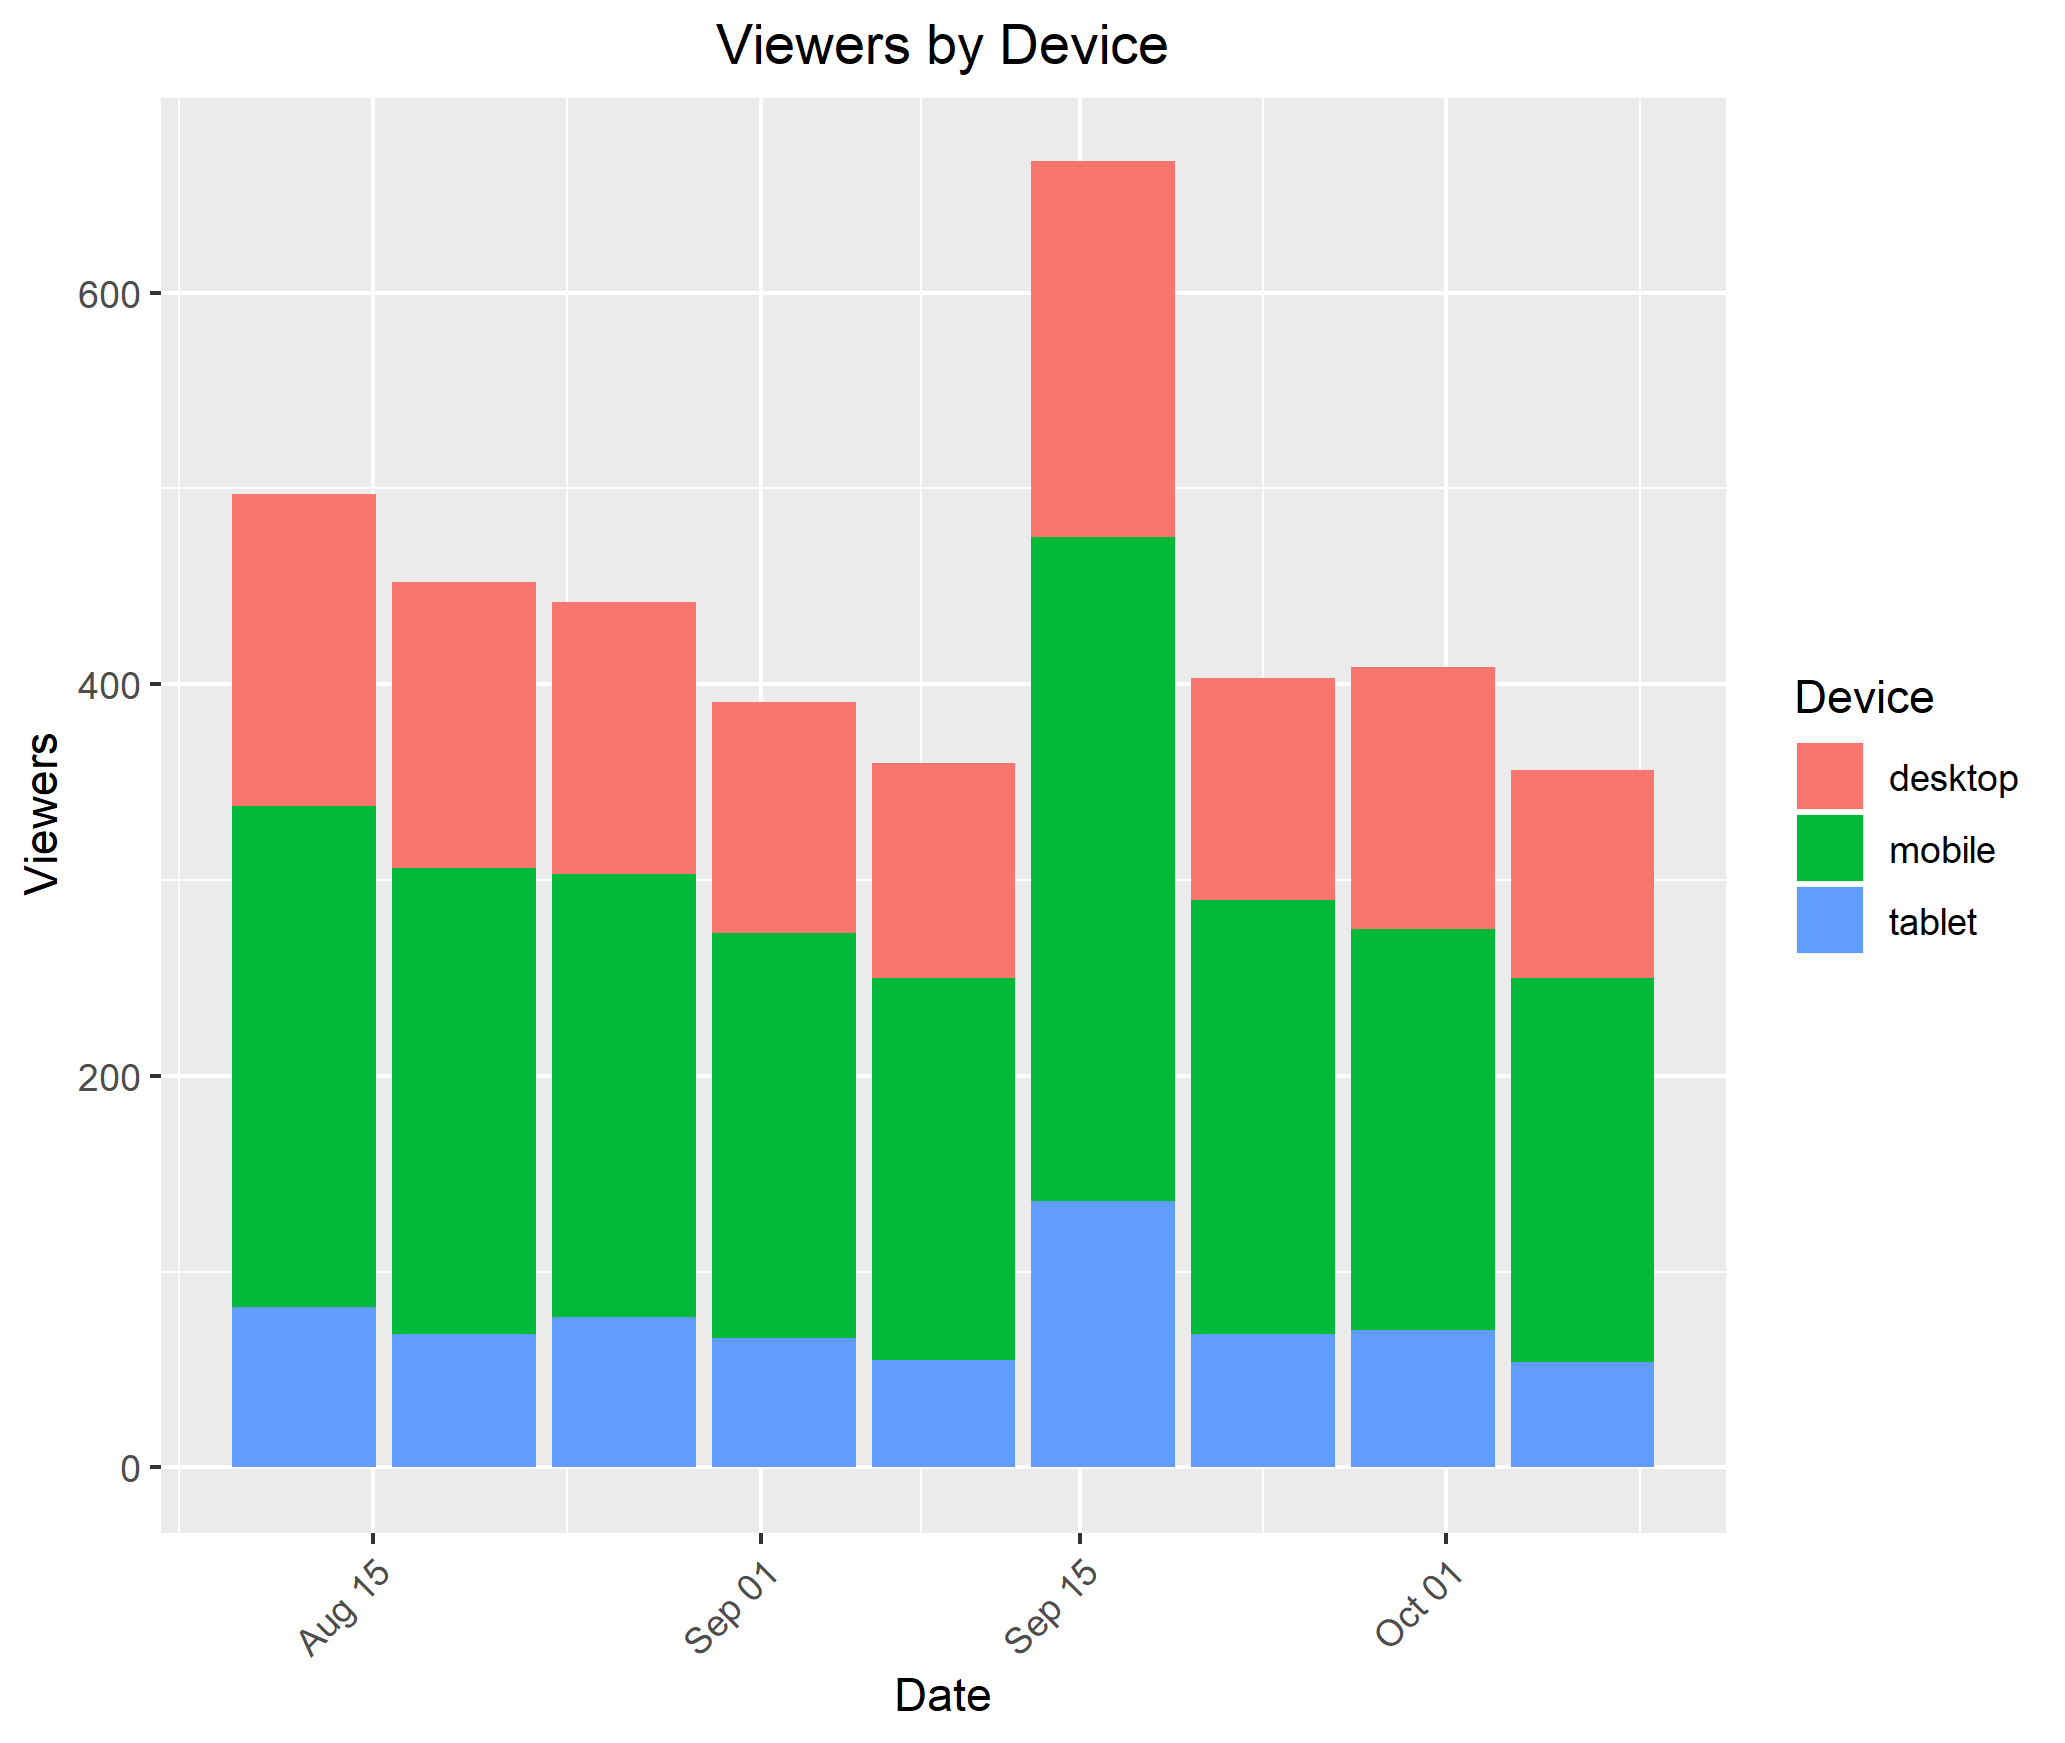 Viewers by Device
Viewers
600
400
200
0
Aug 15
Sep 01
Sep 15
Oct 01
Date
Device
desktop
mobile
tablet